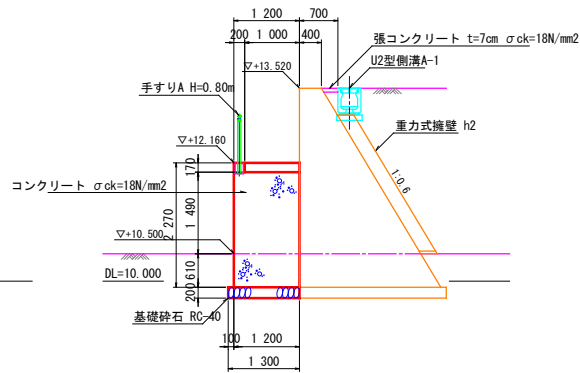 1 200
700
200
1 000
400
張コンクリート t=7cm σck=18N/mm2
U2型側溝A-1
▽+13.520
手すりA H=0.80m
重力式擁壁 h2
▽+12.160
170
1:0.6
コンクリート σck=18N/mm2
2 270
1 490
▽+10.500
DL=10.000
610
200
基礎砕石 RC-40
100
1 200
1 300